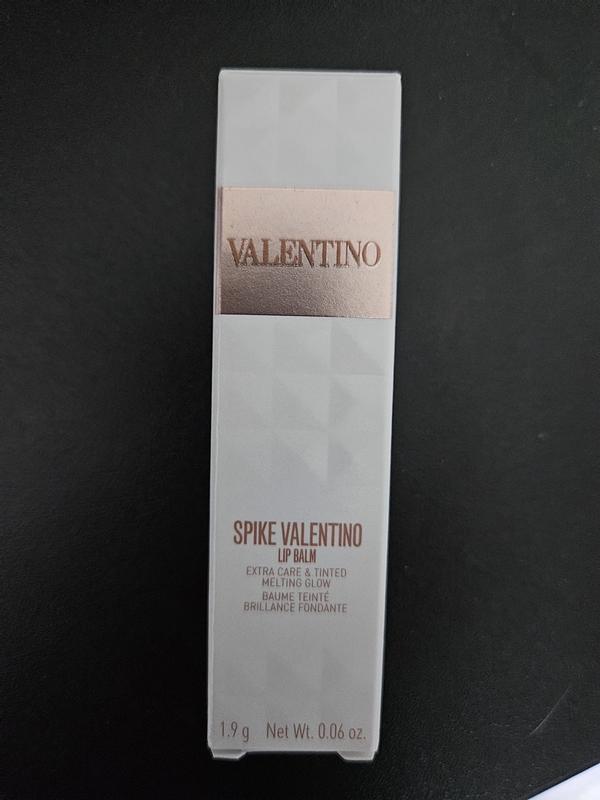 VALENTINO
SPIKE VALENTINO
LIP BALM
EXTRA CARE & TINTED
MELTING GLOW
BAUME TEINTÉ
BRILLANCE FONDANTE
1.9 g Net Wt. 0.06 oz.